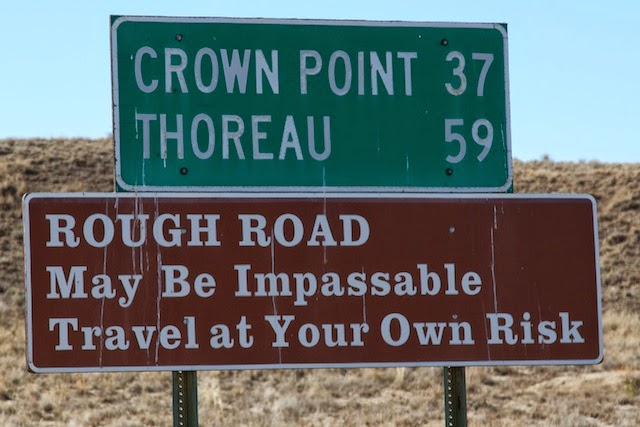 CROWN POINT 37
THOREAU 59
ROUGH ROAD
May Be Impassable
Travel at Your Own Risk